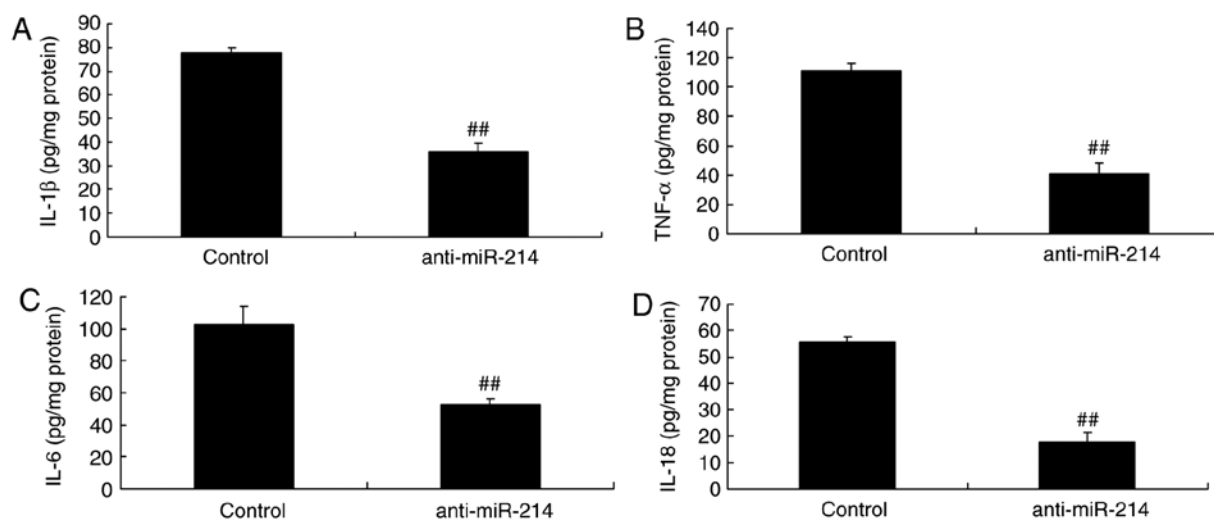 A
IL-1β (pg/mg protein)
90
80
70
60
50
40
30
20
10
0
##
Control
anti-miR-214
B
TNF-α (pg/mg protein)
140
120
100
80
60
40
20
0
##
Control
anti-miR-214
C
IL-6 (pg/mg protein)
120
100
80
60
40
20
0
##
Control
anti-miR-214
D
IL-18 (pg/mg protein)
70
60
50
40
30
20
10
0
##
Control
anti-miR-214